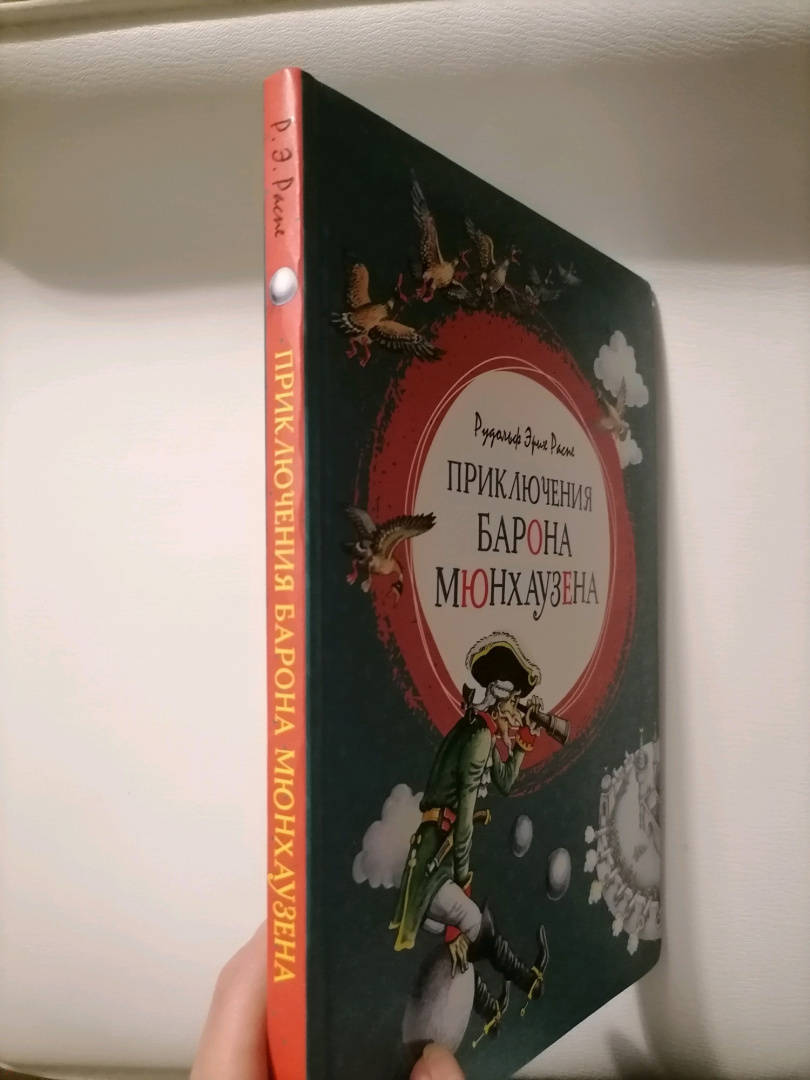 Р. Э. Распе
ПРИКЛЮЧЕНИЯ БАРОНА МЮНХАУЗЕНА
Рудольф Эрих Распе
ПРИКЛЮЧЕНИЯ
БАРОНА
МЮНХАУЗЕНА